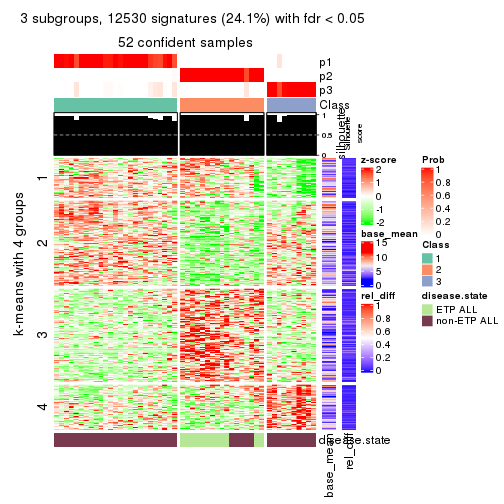 3 subgroups, 12530 signatures (24.1%) with fdr < 0.05
52 confident samples
p1
p2
p3
Class
1
0.5
0
silhouette
Silhouette
score
k-means with 4 groups
1
2
3
4
disease.state
base_mean
rel_diff
z-score
2
1
0
-1
-2
base_mean
15
10
5
0
rel_diff
1
0.8
0.6
0.4
0.2
0
Prob
1
0.8
0.6
0.4
0.2
0
Class
1
2
3
disease.state
ETP ALL
non-ETP ALL